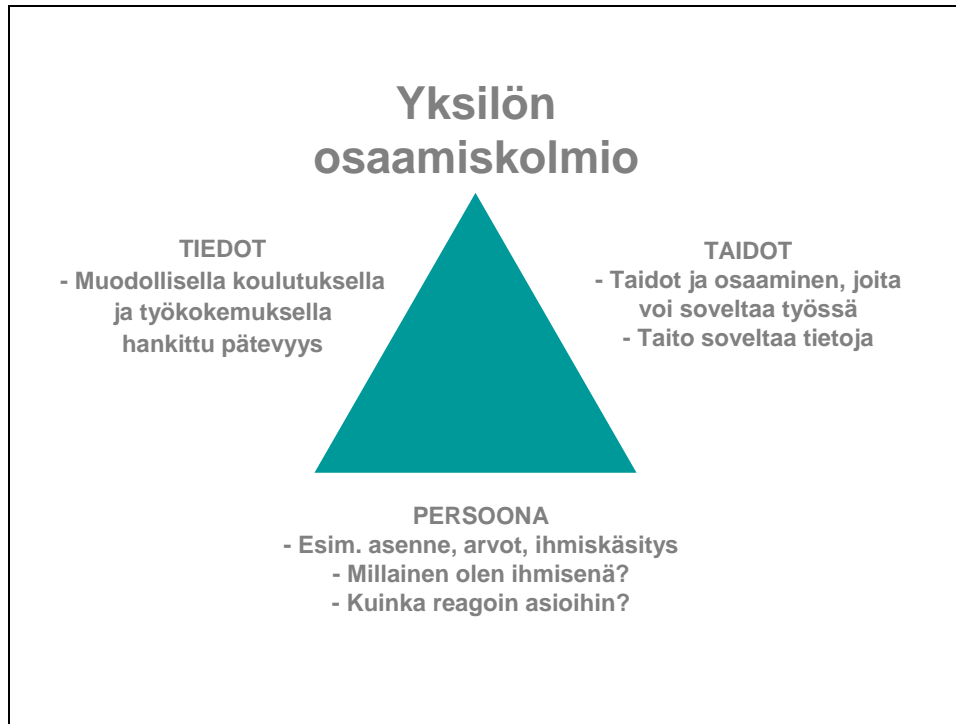 Yksilön
osaamiskolmio
TIEDOT
- Muodollisella koulutuksella
ja työkokemuksella
hankittu pätevyys
TAIDOT
- Taidot ja osaaminen, joita
voi soveltaa työssä
- Taito soveltaa tietoja
PERSOONA
- Esim. asenne, arvot, ihmiskäsitys
- Millainen olen ihmisenä?
- Kuinka reagoin asioihin?